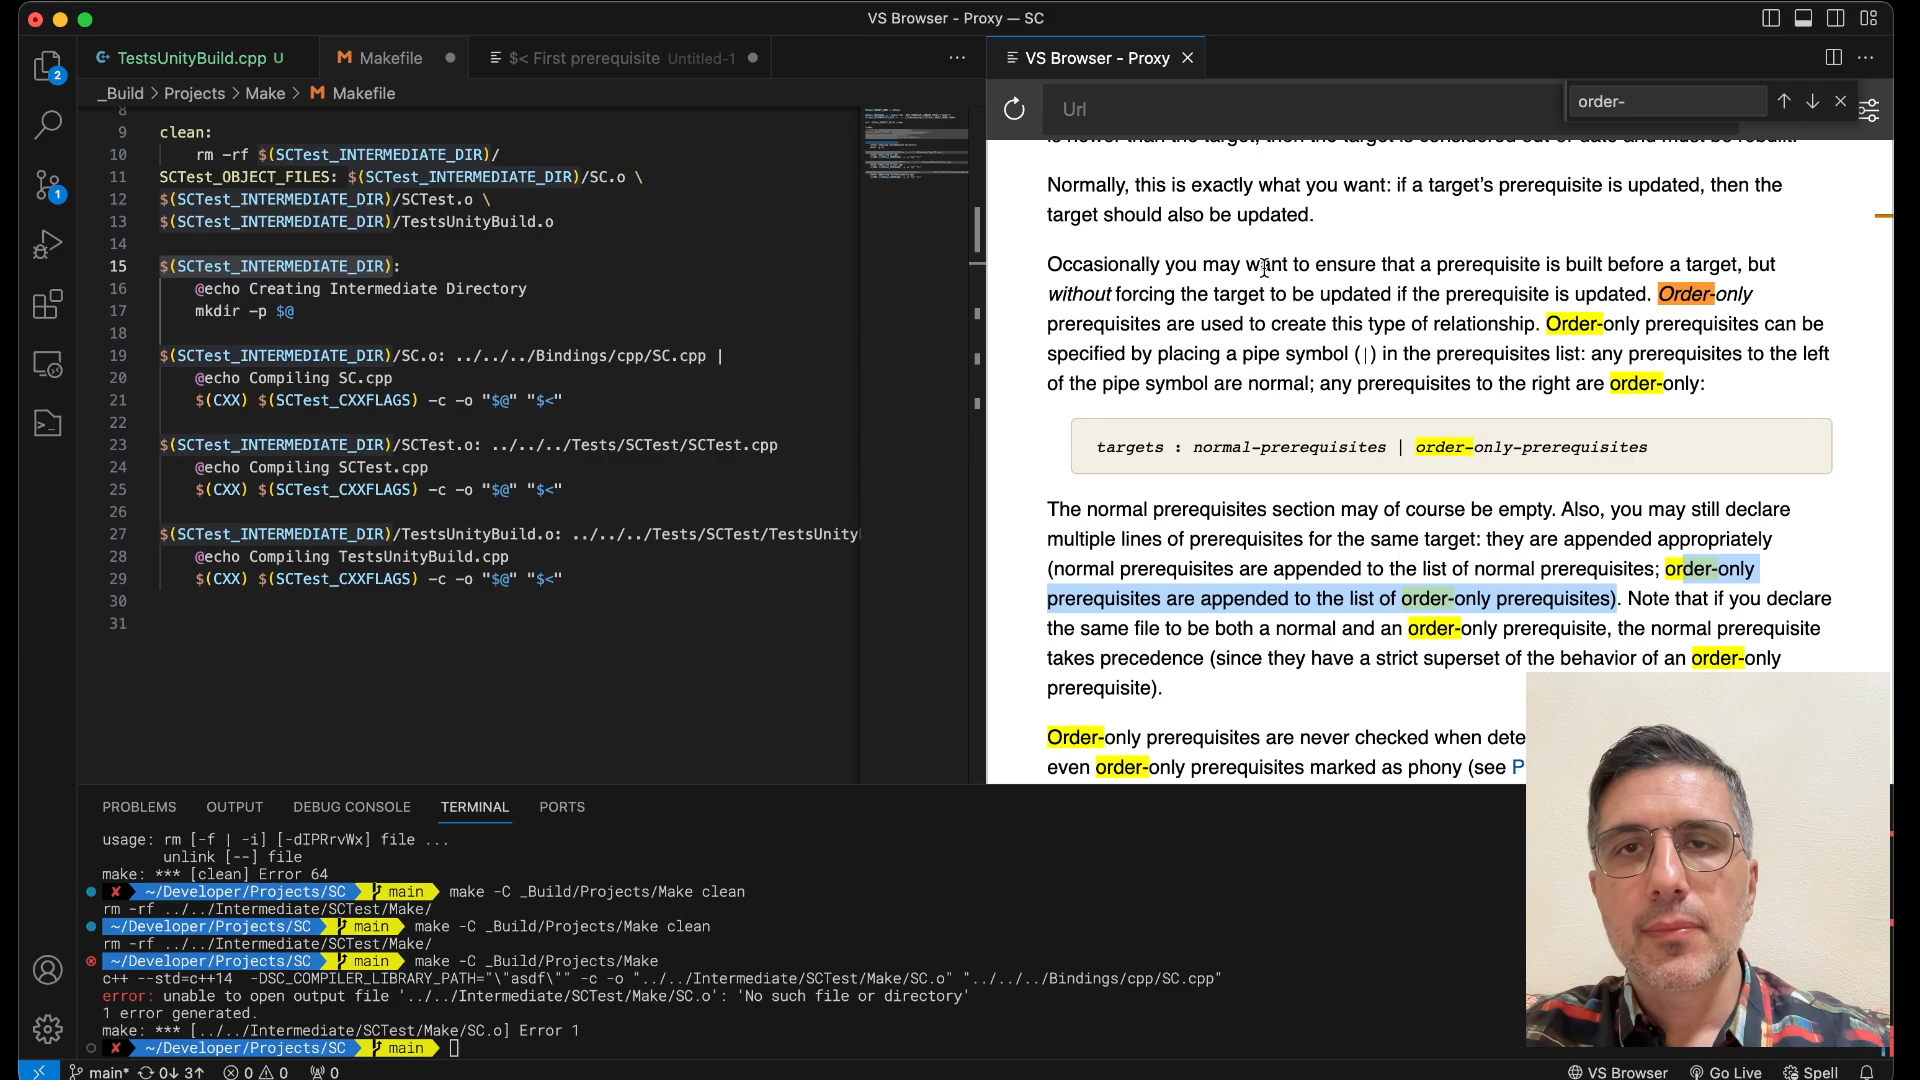 VS Browser - Proxy — SC
TestsUnityBuild.cpp U
Makefile
$< First prerequisite Untitled-1
VS Browser - Proxy
_Build > Projects > Make > Makefile
Url
order-
8
9 clean:
10 rm -rf $(SCTest_INTERMEDIATE_DIR)/
11 SCTest_OBJECT_FILES: $(SCTest_INTERMEDIATE_DIR)/SC.o \
12 $(SCTest_INTERMEDIATE_DIR)/SCTest.o \
13 $(SCTest_INTERMEDIATE_DIR)/TestsUnityBuild.o
14
15 $(SCTest_INTERMEDIATE_DIR):
16 @echo Creating Intermediate Directory
17 mkdir -p $@
18
19 $(SCTest_INTERMEDIATE_DIR)/SC.o: ../../../Bindings/cpp/SC.cpp |
20 @echo Compiling SC.cpp
21 $(CXX) $(SCTest_CXXFLAGS) -c -o "$@" "$<"
22
23 $(SCTest_INTERMEDIATE_DIR)/SCTest.o: ../../../Tests/SCTest/SCTest.cpp
24 @echo Compiling SCTest.cpp
25 $(CXX) $(SCTest_CXXFLAGS) -c -o "$@" "$<"
26
27 $(SCTest_INTERMEDIATE_DIR)/TestsUnityBuild.o: ../../../Tests/SCTest/TestsUnity
28 @echo Compiling TestsUnityBuild.cpp
29 $(CXX) $(SCTest_CXXFLAGS) -c -o "$@" "$<"
30
31
is newer than the target, then the target is considered out of date and must be rebuilt.
Normally, this is exactly what you want: if a target's prerequisite is updated, then the
target should also be updated.
Occasionally you may want to ensure that a prerequisite is built before a target, but
without forcing the target to be updated if the prerequisite is updated. Order-only
prerequisites are used to create this type of relationship. Order-only prerequisites can be
specified by placing a pipe symbol (|) in the prerequisites list: any prerequisites to the left
of the pipe symbol are normal; any prerequisites to the right are order-only:
targets : normal-prerequisites | order-only-prerequisites
The normal prerequisites section may of course be empty. Also, you may still declare
multiple lines of prerequisites for the same target: they are appended appropriately
(normal prerequisites are appended to the list of normal prerequisites; order-only
prerequisites are appended to the list of order-only prerequisites). Note that if you declare
the same file to be both a normal and an order-only prerequisite, the normal prerequisite
takes precedence (since they have a strict superset of the behavior of an order-only
prerequisite).
Order-only prerequisites are never checked when dete
even order-only prerequisites marked as phony (see P
PROBLEMS OUTPUT DEBUG CONSOLE TERMINAL PORTS
usage: rm [-f | -i] [-dIPRrvWx] file ...
unlink [--] file
make: *** [clean] Error 64
✘ ~/Developer/Projects/SC main make -C _Build/Projects/Make clean
rm -rf ../../Intermediate/SCTest/Make/
~/Developer/Projects/SC main make -C _Build/Projects/Make clean
rm -rf ../../Intermediate/SCTest/Make/
~/Developer/Projects/SC main make -C _Build/Projects/Make
c++ --std=c++14 -DSC_COMPILER_LIBRARY_PATH="\"asdf\"" -c -o "../../Intermediate/SCTest/Make/SC.o" "../../../Bindings/cpp/SC.cpp"
error: unable to open output file '../../Intermediate/SCTest/Make/SC.o': 'No such file or directory'
1 error generated.
make: *** [../../Intermediate/SCTest/Make/SC.o] Error 1
✘ ~/Developer/Projects/SC main
main* 0↓ 3↑ 0 0 0 VS Browser Go Live Spell